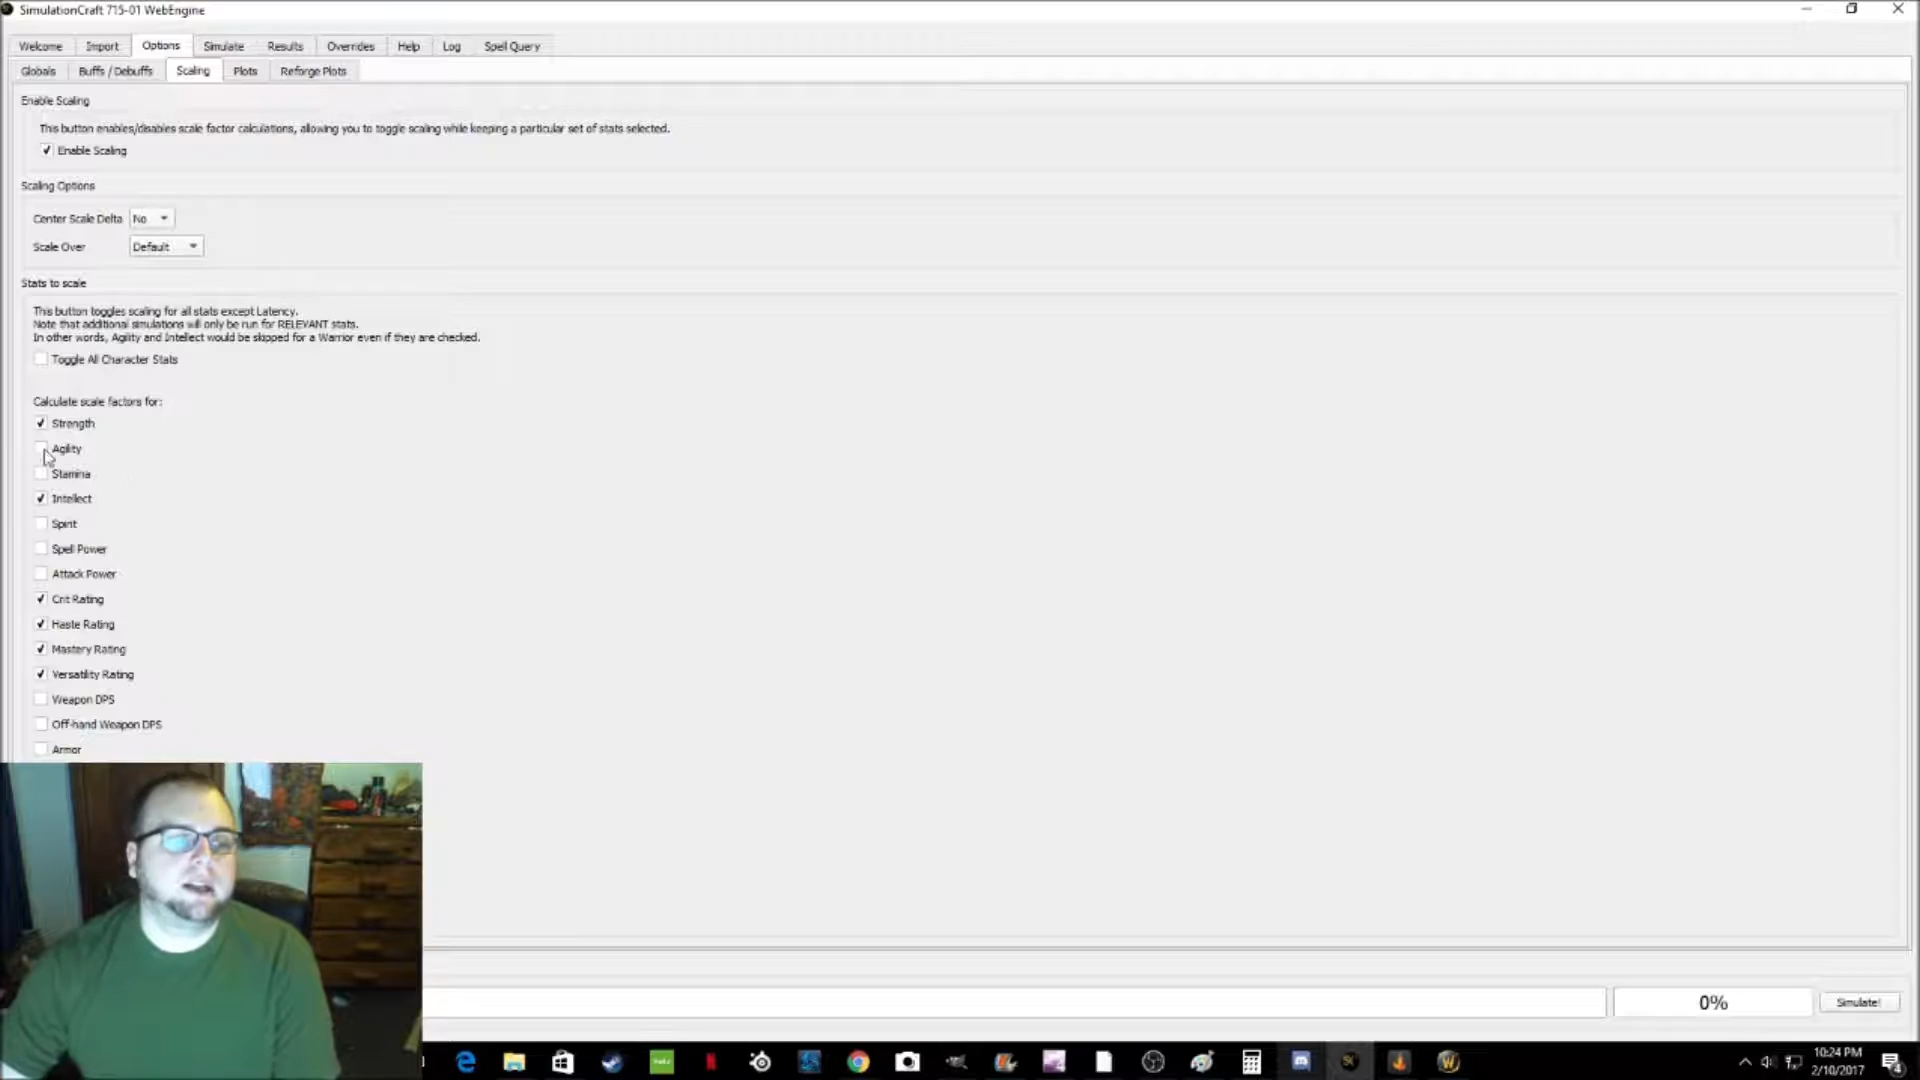 SimulationCraft 715-01 WebEngine
Welcome Import Options Simulate Results Overrides Help Log Spell Query
Globals Buffs / Debuffs Scaling Plots Reforge Plots
Enable Scaling
This button enables/disables scale factor calculations, allowing you to toggle scaling while keeping a particular set of stats selected.
Enable Scaling
Scaling Options
Center Scale Delta No
Scale Over Default
Stats to scale
This button toggles scaling for all stats except Latency.
Note that additional simulations will only be run for RELEVANT stats.
In other words, Agility and Intellect would be skipped for a Warrior even if they are checked.
Toggle All Character Stats
Calculate scale factors for:
Strength
Agility
Stamina
Intellect
Spirit
Spell Power
Attack Power
Crit Rating
Haste Rating
Mastery Rating
Versatility Rating
Weapon DPS
Off-hand Weapon DPS
Armor
0% Simulate!
10:24 PM
2/10/2017